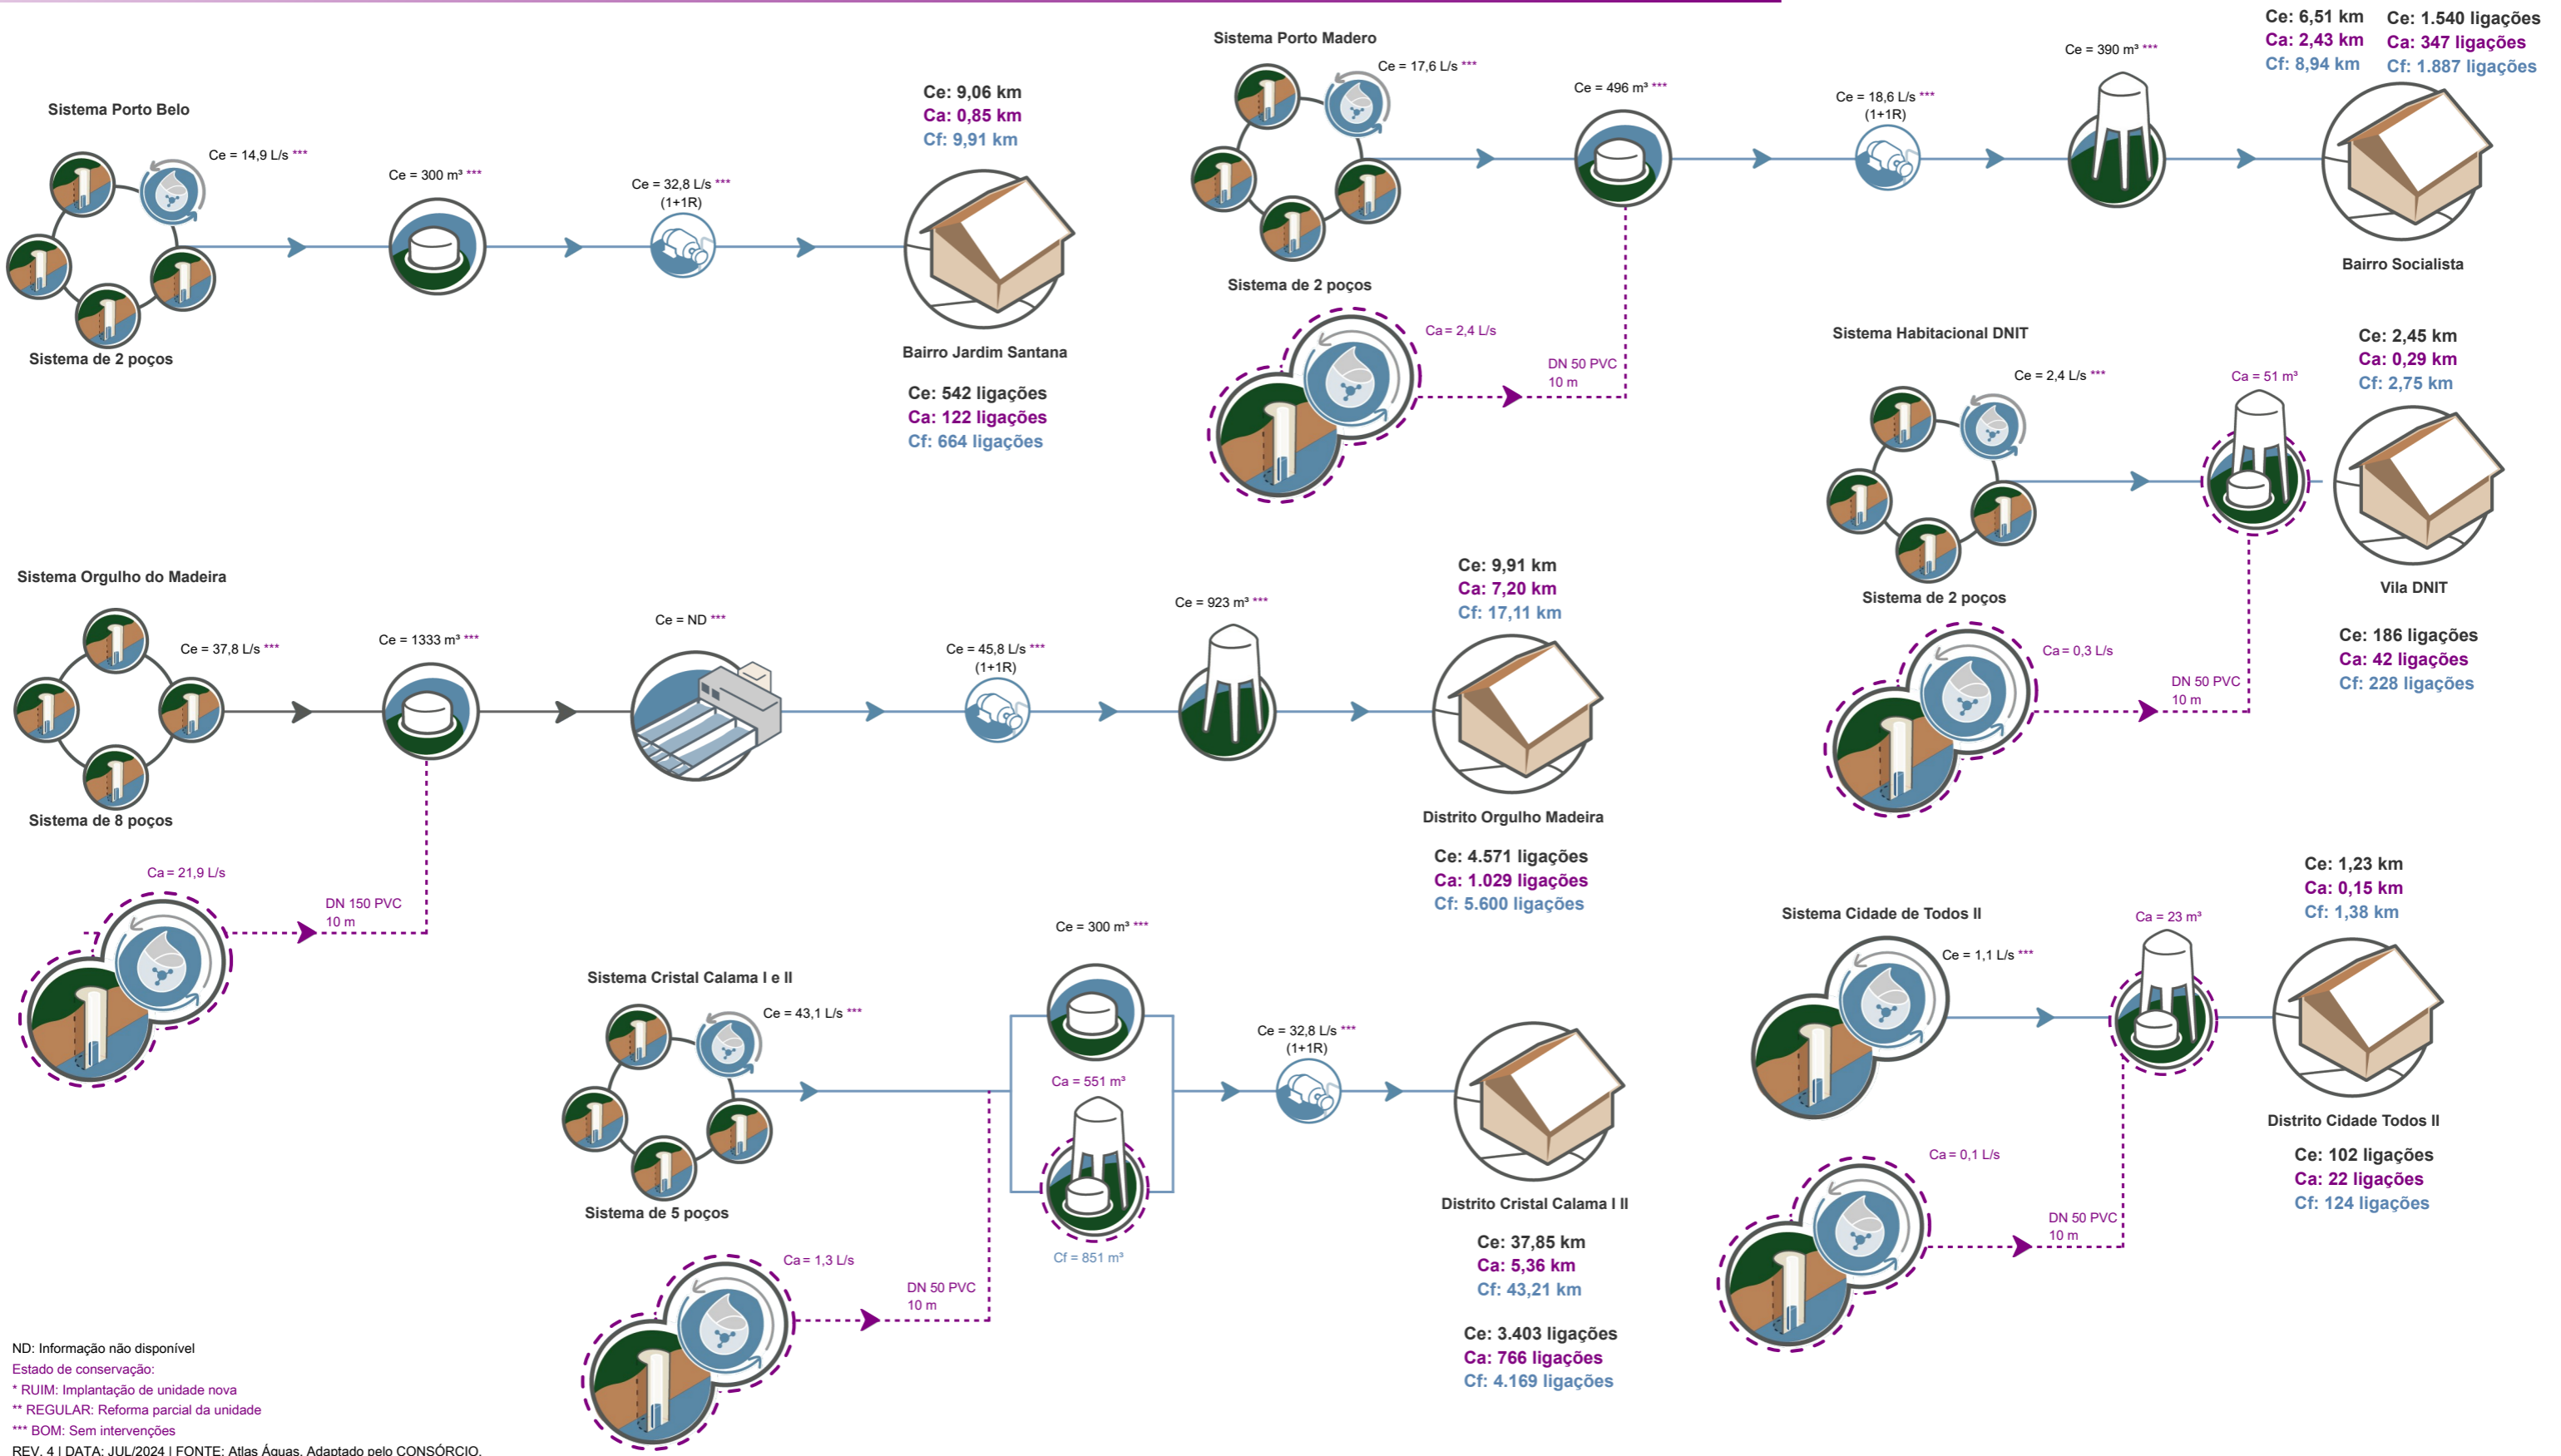 Sistema Porto Belo
Ce = 14,9 L/s ***
Sistema de 2 poços
Ce = 300 m³ ***
Ce = 32,8 L/s ***
(1+1R)
Ce: 9,06 km
Ca: 0,85 km
Cf: 9,91 km
Bairro Jardim Santana
Ce: 542 ligações
Ca: 122 ligações
Cf: 664 ligações
Sistema Porto Madero
Ce = 17,6 L/s ***
Sistema de 2 poços
Ce = 496 m³ ***
Ce = 18,6 L/s ***
(1+1R)
Ce = 390 m³ ***
Ce: 6,51 km
Ca: 2,43 km
Cf: 8,94 km
Ce: 1.540 ligações
Ca: 347 ligações
Cf: 1.887 ligações
Bairro Socialista
Ca = 2,4 L/s
DN 50 PVC
10 m
Sistema Habitacional DNIT
Ce = 2,4 L/s ***
Sistema de 2 poços
Ca = 51 m³
Ce: 2,45 km
Ca: 0,29 km
Cf: 2,75 km
Vila DNIT
Ce: 186 ligações
Ca: 42 ligações
Cf: 228 ligações
Ca = 0,3 L/s
DN 50 PVC
10 m
Sistema Orgulho do Madeira
Ce = 37,8 L/s ***
Sistema de 8 poços
Ce = 1333 m³ ***
Ce = ND ***
Ce = 45,8 L/s ***
(1+1R)
Ce = 923 m³ ***
Ce: 9,91 km
Ca: 7,20 km
Cf: 17,11 km
Distrito Orgulho Madeira
Ce: 4.571 ligações
Ca: 1.029 ligações
Cf: 5.600 ligações
Ca = 21,9 L/s
DN 150 PVC
10 m
Sistema Cristal Calama I e II
Ce = 43,1 L/s ***
Sistema de 5 poços
Ce = 300 m³ ***
Ca = 551 m³
Cf = 851 m³
Ce = 32,8 L/s ***
(1+1R)
Distrito Cristal Calama I II
Ce: 37,85 km
Ca: 5,36 km
Cf: 43,21 km
Ce: 3.403 ligações
Ca: 766 ligações
Cf: 4.169 ligações
Ca = 1,3 L/s
DN 50 PVC
10 m
Sistema Cidade de Todos II
Ce = 1,1 L/s ***
Ca = 23 m³
Ce: 1,23 km
Ca: 0,15 km
Cf: 1,38 km
Distrito Cidade Todos II
Ce: 102 ligações
Ca: 22 ligações
Cf: 124 ligações
Ca = 0,1 L/s
DN 50 PVC
10 m
ND: Informação não disponível
Estado de conservação:
* RUIM: Implantação de unidade nova
** REGULAR: Reforma parcial da unidade
*** BOM: Sem intervenções
REV. 4 | DATA: JUL/2024 | FONTE: Atlas Águas. Adaptado pelo CONSÓRCIO.